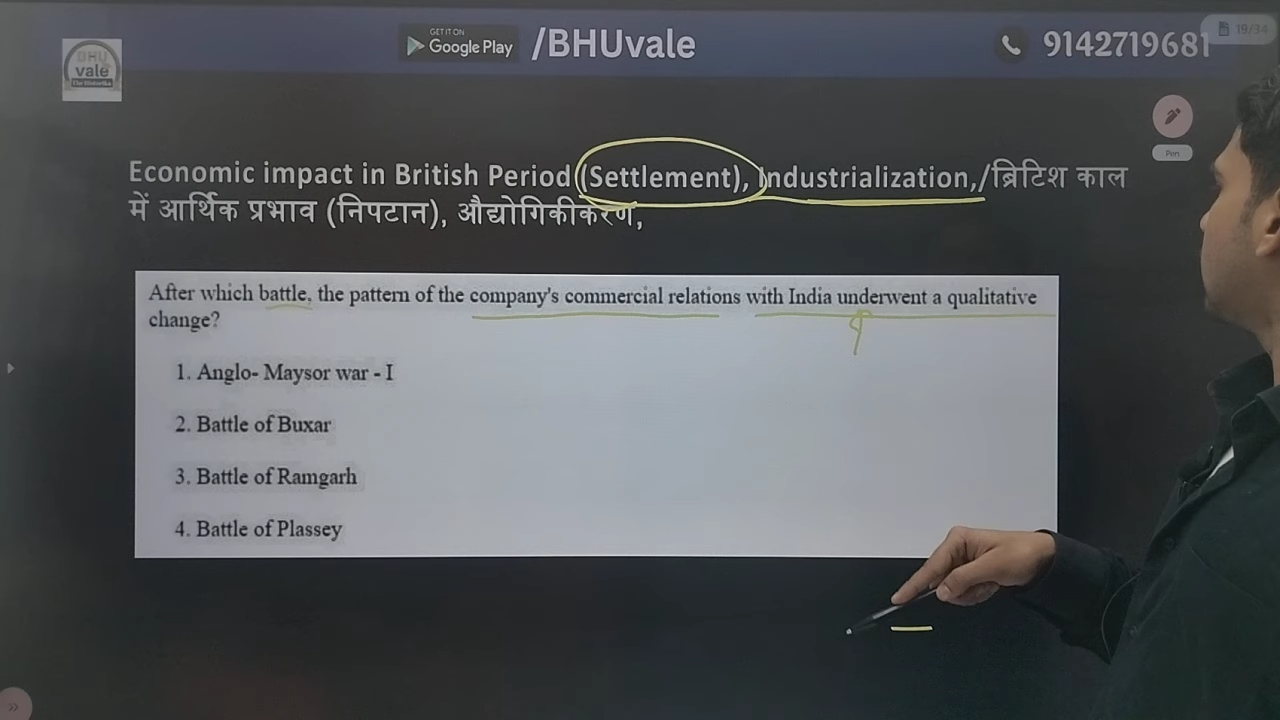 GET IT ON
Google Play
/BHUvale
9142719681
19/34
BHU
vale
Pen
Economic impact in British Period (Settlement), Industrialization,/ब्रिटिश काल
में आर्थिक प्रभाव (निपटान), औद्योगिकीकरण,
After which battle, the pattern of the company's commercial relations with India underwent a qualitative
change?
1. Anglo- Maysor war - I
2. Battle of Buxar
3. Battle of Ramgarh
4. Battle of Plassey